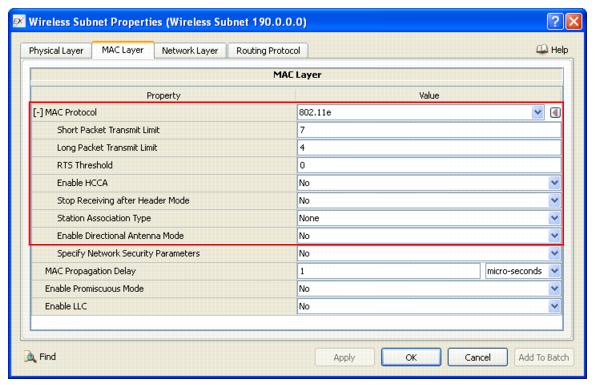 EX Wireless Subnet Properties (Wireless Subnet 190.0.0.0)
Physical Layer MAC Layer Network Layer Routing Protocol Help
MAC Layer
Property Value
[-] MAC Protocol 802.11e
Short Packet Transmit Limit 7
Long Packet Transmit Limit 4
RTS Threshold 0
Enable HCCA No
Stop Receiving after Header Mode No
Station Association Type None
Enable Directional Antenna Mode No
Specify Network Security Parameters No
MAC Propagation Delay 1 micro-seconds
Enable Promiscuous Mode No
Enable LLC No
Find Apply OK Cancel Add To Batch